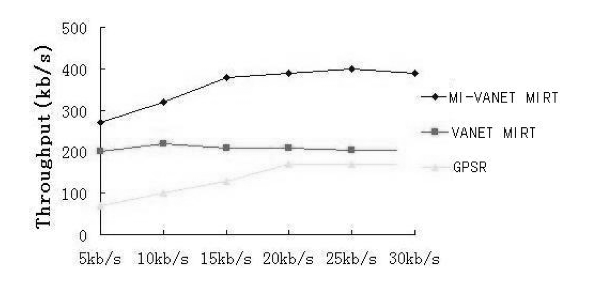 Throughput (kb/s)
500
400
300
200
100
0
5kb/s 10kb/s 15kb/s 20kb/s 25kb/s 30kb/s
MI-VANET MIRT
VANET MIRT
GPSR